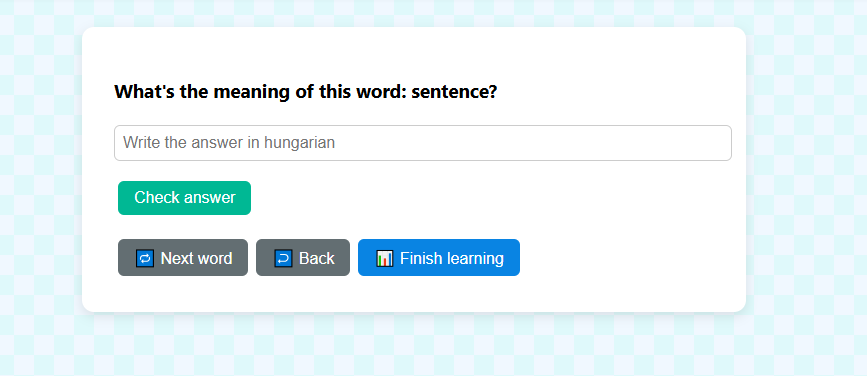 What's the meaning of this word: sentence?
Write the answer in hungarian
Check answer
🔁 Next word
↩️ Back
📊 Finish learning